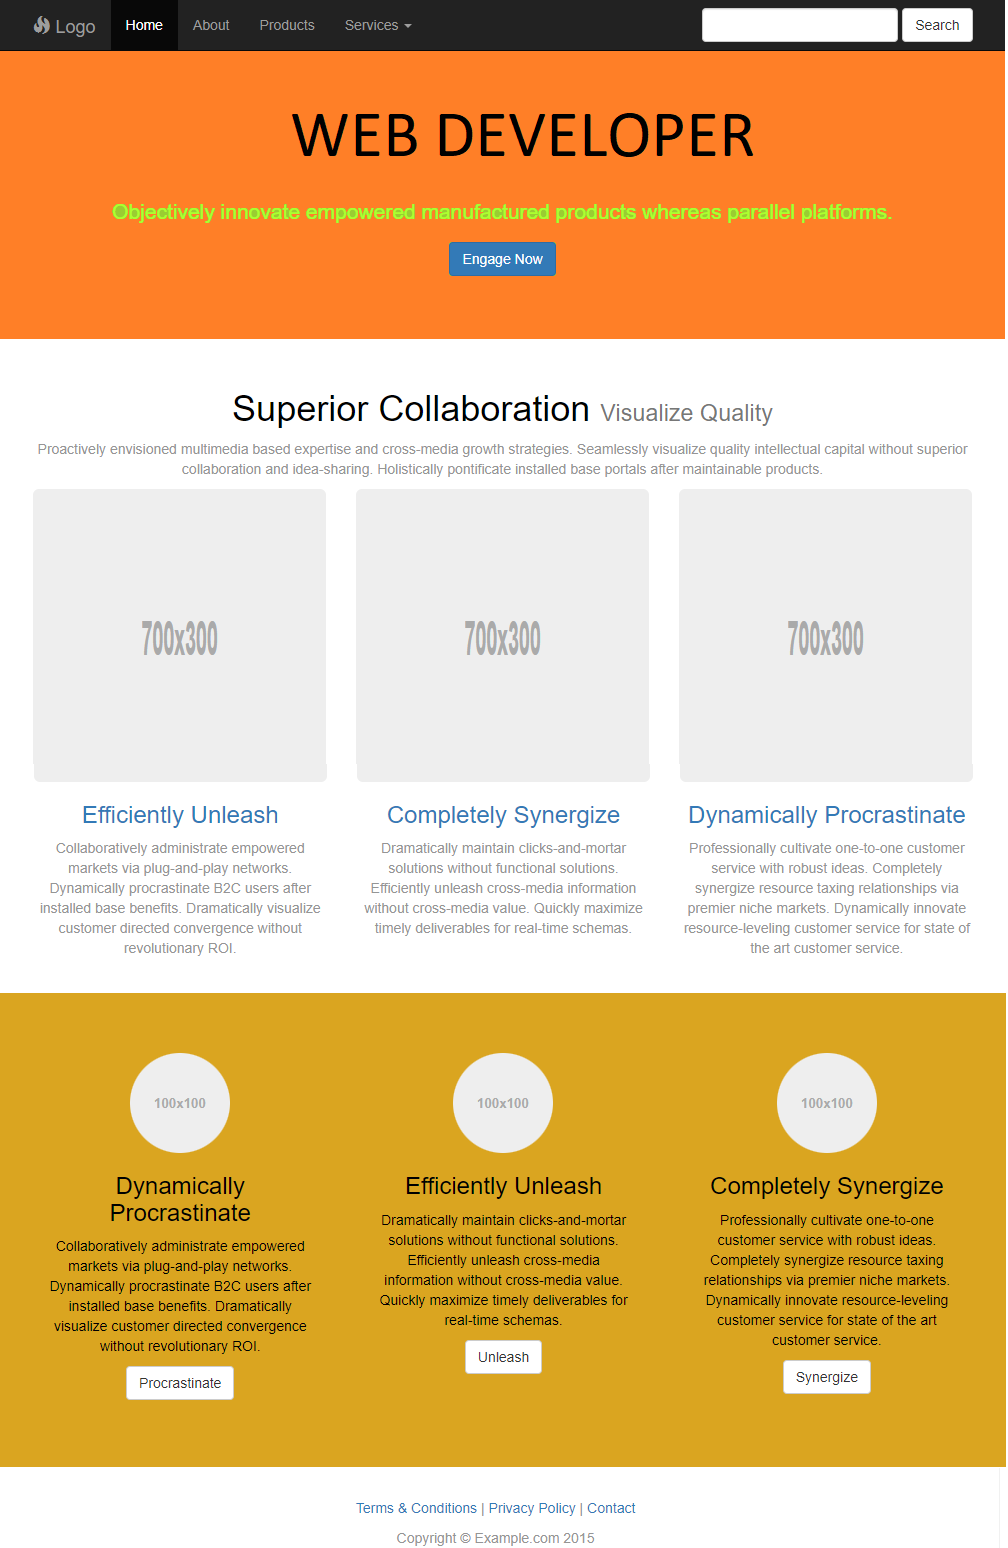 Logo Home About Products Services Search
WEB DEVELOPER
Objectively innovate empowered manufactured products whereas parallel platforms.
Engage Now
Superior Collaboration Visualize Quality
Proactively envisioned multimedia based expertise and cross-media growth strategies. Seamlessly visualize quality intellectual capital without superior
collaboration and idea-sharing. Holistically pontificate installed base portals after maintainable products.
700x300
700x300
700x300
Efficiently Unleash
Collaboratively administrate empowered
markets via plug-and-play networks.
Dynamically procrastinate B2C users after
installed base benefits. Dramatically visualize
customer directed convergence without
revolutionary ROI.
Completely Synergize
Dramatically maintain clicks-and-mortar
solutions without functional solutions.
Efficiently unleash cross-media information
without cross-media value. Quickly maximize
timely deliverables for real-time schemas.
Dynamically Procrastinate
Professionally cultivate one-to-one customer
service with robust ideas. Completely
synergize resource taxing relationships via
premier niche markets. Dynamically innovate
resource-leveling customer service for state of
the art customer service.
100x100
Dynamically
Procrastinate
Collaboratively administrate empowered
markets via plug-and-play networks.
Dynamically procrastinate B2C users after
installed base benefits. Dramatically
visualize customer directed convergence
without revolutionary ROI.
Procrastinate
100x100
Efficiently Unleash
Dramatically maintain clicks-and-mortar
solutions without functional solutions.
Efficiently unleash cross-media
information without cross-media value.
Quickly maximize timely deliverables for
real-time schemas.
Unleash
100x100
Completely Synergize
Professionally cultivate one-to-one
customer service with robust ideas.
Completely synergize resource taxing
relationships via premier niche markets.
Dynamically innovate resource-leveling
customer service for state of the art
customer service.
Synergize
Terms & Conditions | Privacy Policy | Contact
Copyright © Example.com 2015